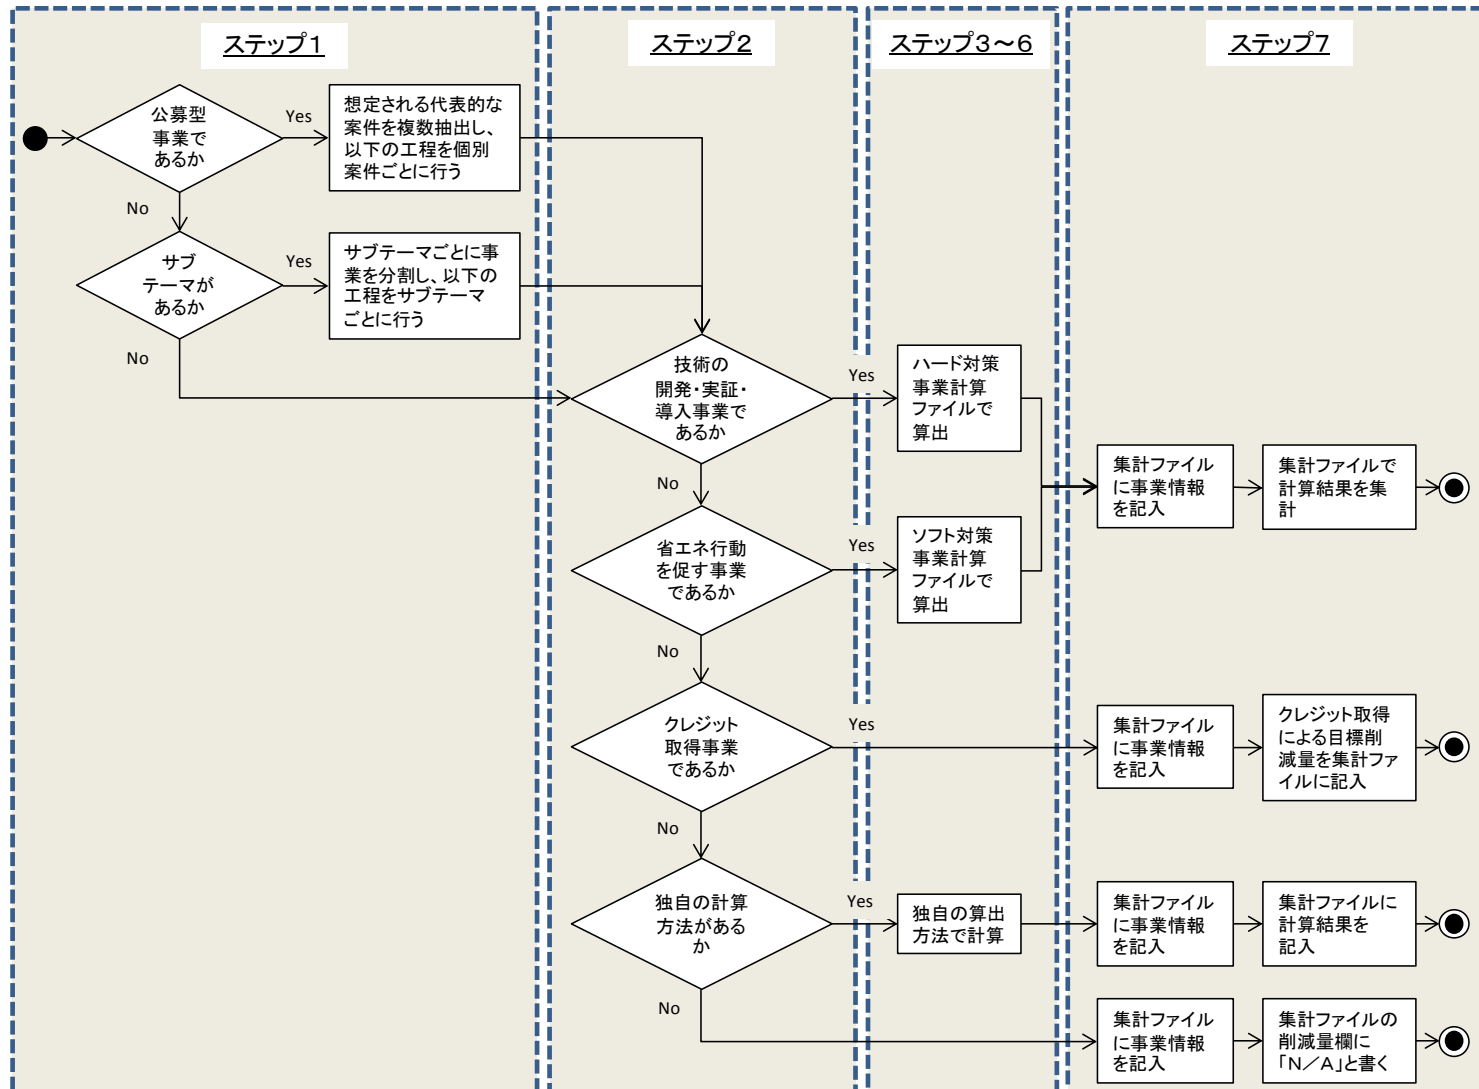 ステップ1
ステップ2
ステップ3～6
ステップ7
公募型
事業で
あるか
Yes
想定される代表的な
案件を複数抽出し、
以下の工程を個別
案件ごとに行う
No
サブ
テーマが
あるか
Yes
サブテーマごとに事
業を分割し、以下の
工程をサブテーマ
ごとに行う
No
技術の
開発・実証・
導入事業で
あるか
Yes
ハード対策
事業計算
ファイルで
算出
No
集計ファイル
に事業情報
を記入
集計ファイルで
計算結果を集
計
省エネ行動
を促す事業
であるか
Yes
ソフト対策
事業計算
ファイルで
算出
No
クレジット
取得事業
であるか
Yes
集計ファイル
に事業情報
を記入
クレジット取得
による目標削
減量を集計ファ
イルに記入
No
独自の計算
方法がある
か
Yes
独自の算出
方法で計算
集計ファイル
に事業情報
を記入
集計ファイルに
計算結果を
記入
No
集計ファイル
に事業情報
を記入
集計ファイルの
削減量欄に
「N／A」と書く